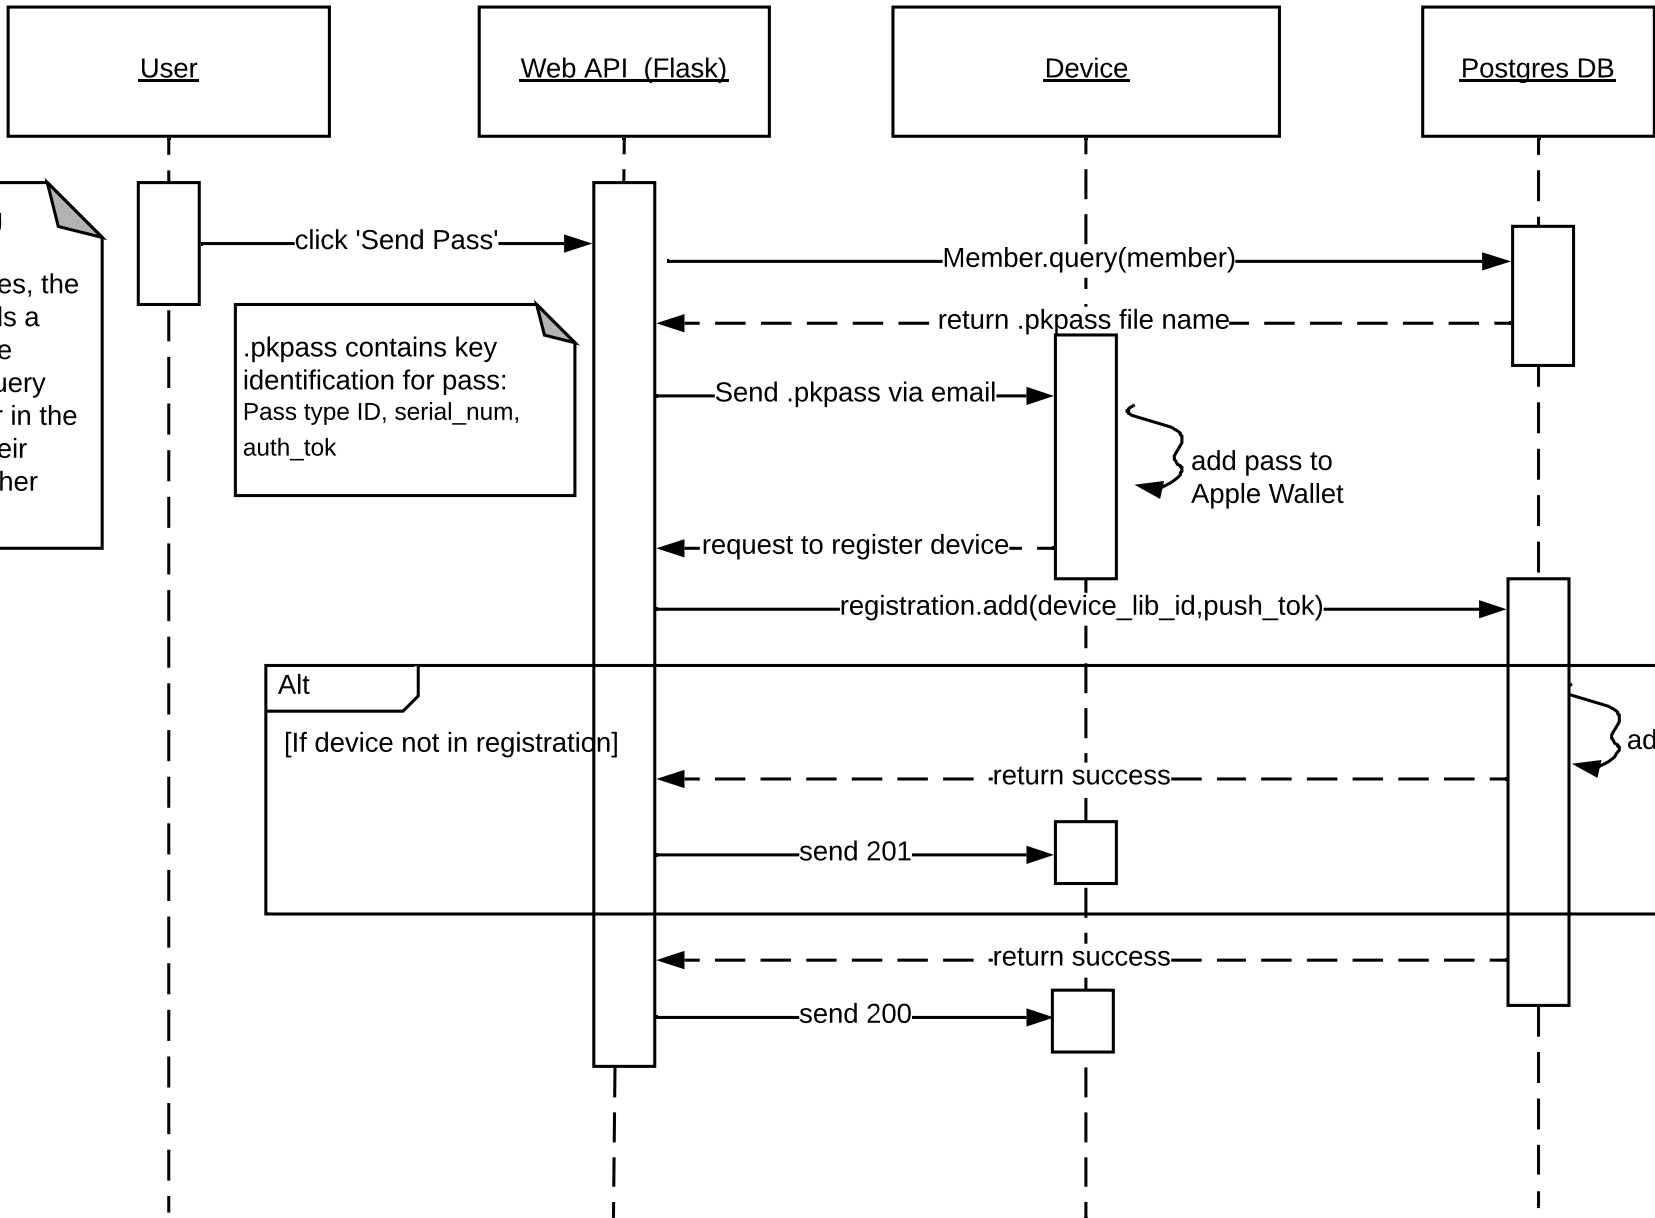 User
Web API  (Flask)
Device
Postgres DB
es, the
ls a
e
uery
r in the
eir
her
click 'Send Pass'
Member.query(member)
return .pkpass file name
.pkpass contains key
identification for pass:
Pass type ID, serial_num,
auth_tok
Send .pkpass via email
add pass to
Apple Wallet
request to register device
registration.add(device_lib_id,push_tok)
Alt
[If device not in registration]
ad
return success
send 201
return success
send 200